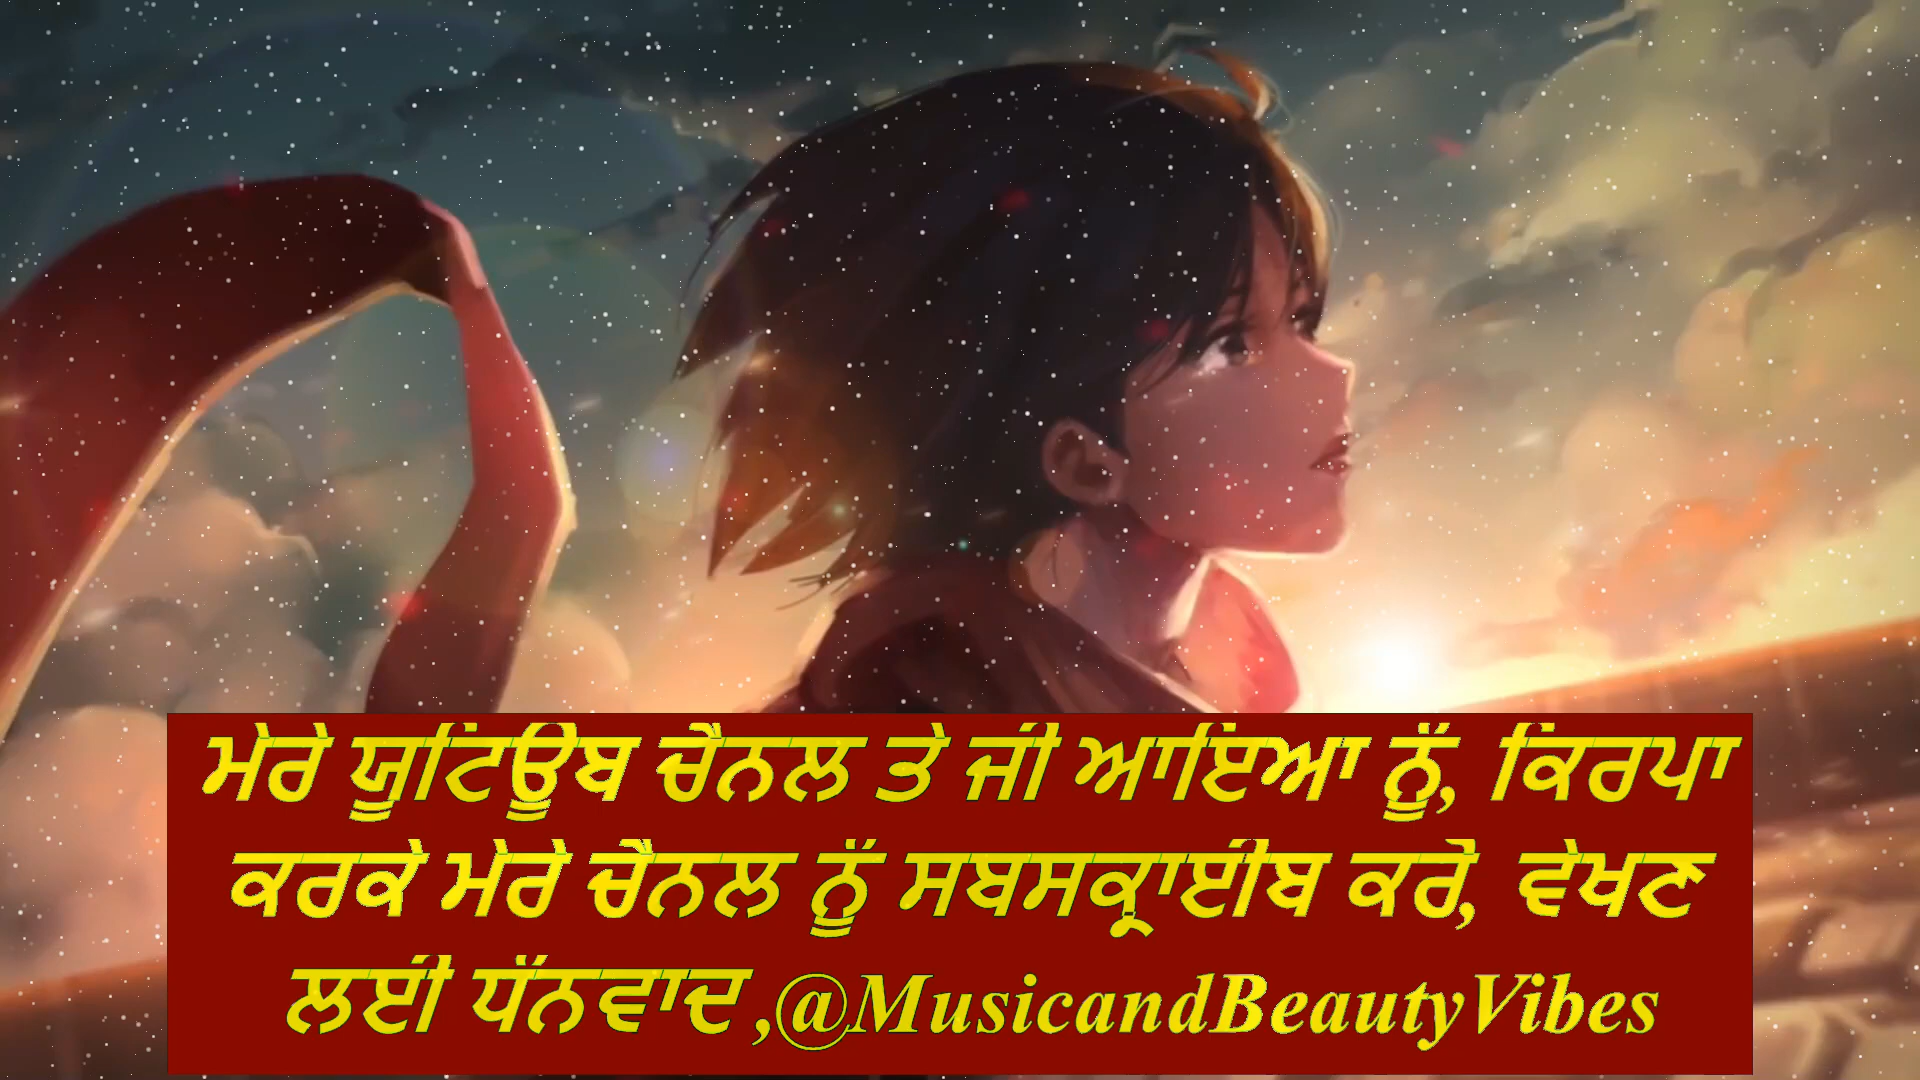 ਮੇਰੇ ਯੂਟਿਊਬ ਚੈਨਲ ਤੇ ਜੀ ਆਇਆ ਨੂੰ, ਕਿਰਪਾ
ਕਰਕੇ ਮੇਰੇ ਚੈਨਲ ਨੂੰ ਸਬਸਕ੍ਰਾਈਬ ਕਰੋ, ਵੇਖਣ
ਲਈ ਧੰਨਵਾਦ ,@MusicandBeautyVibes